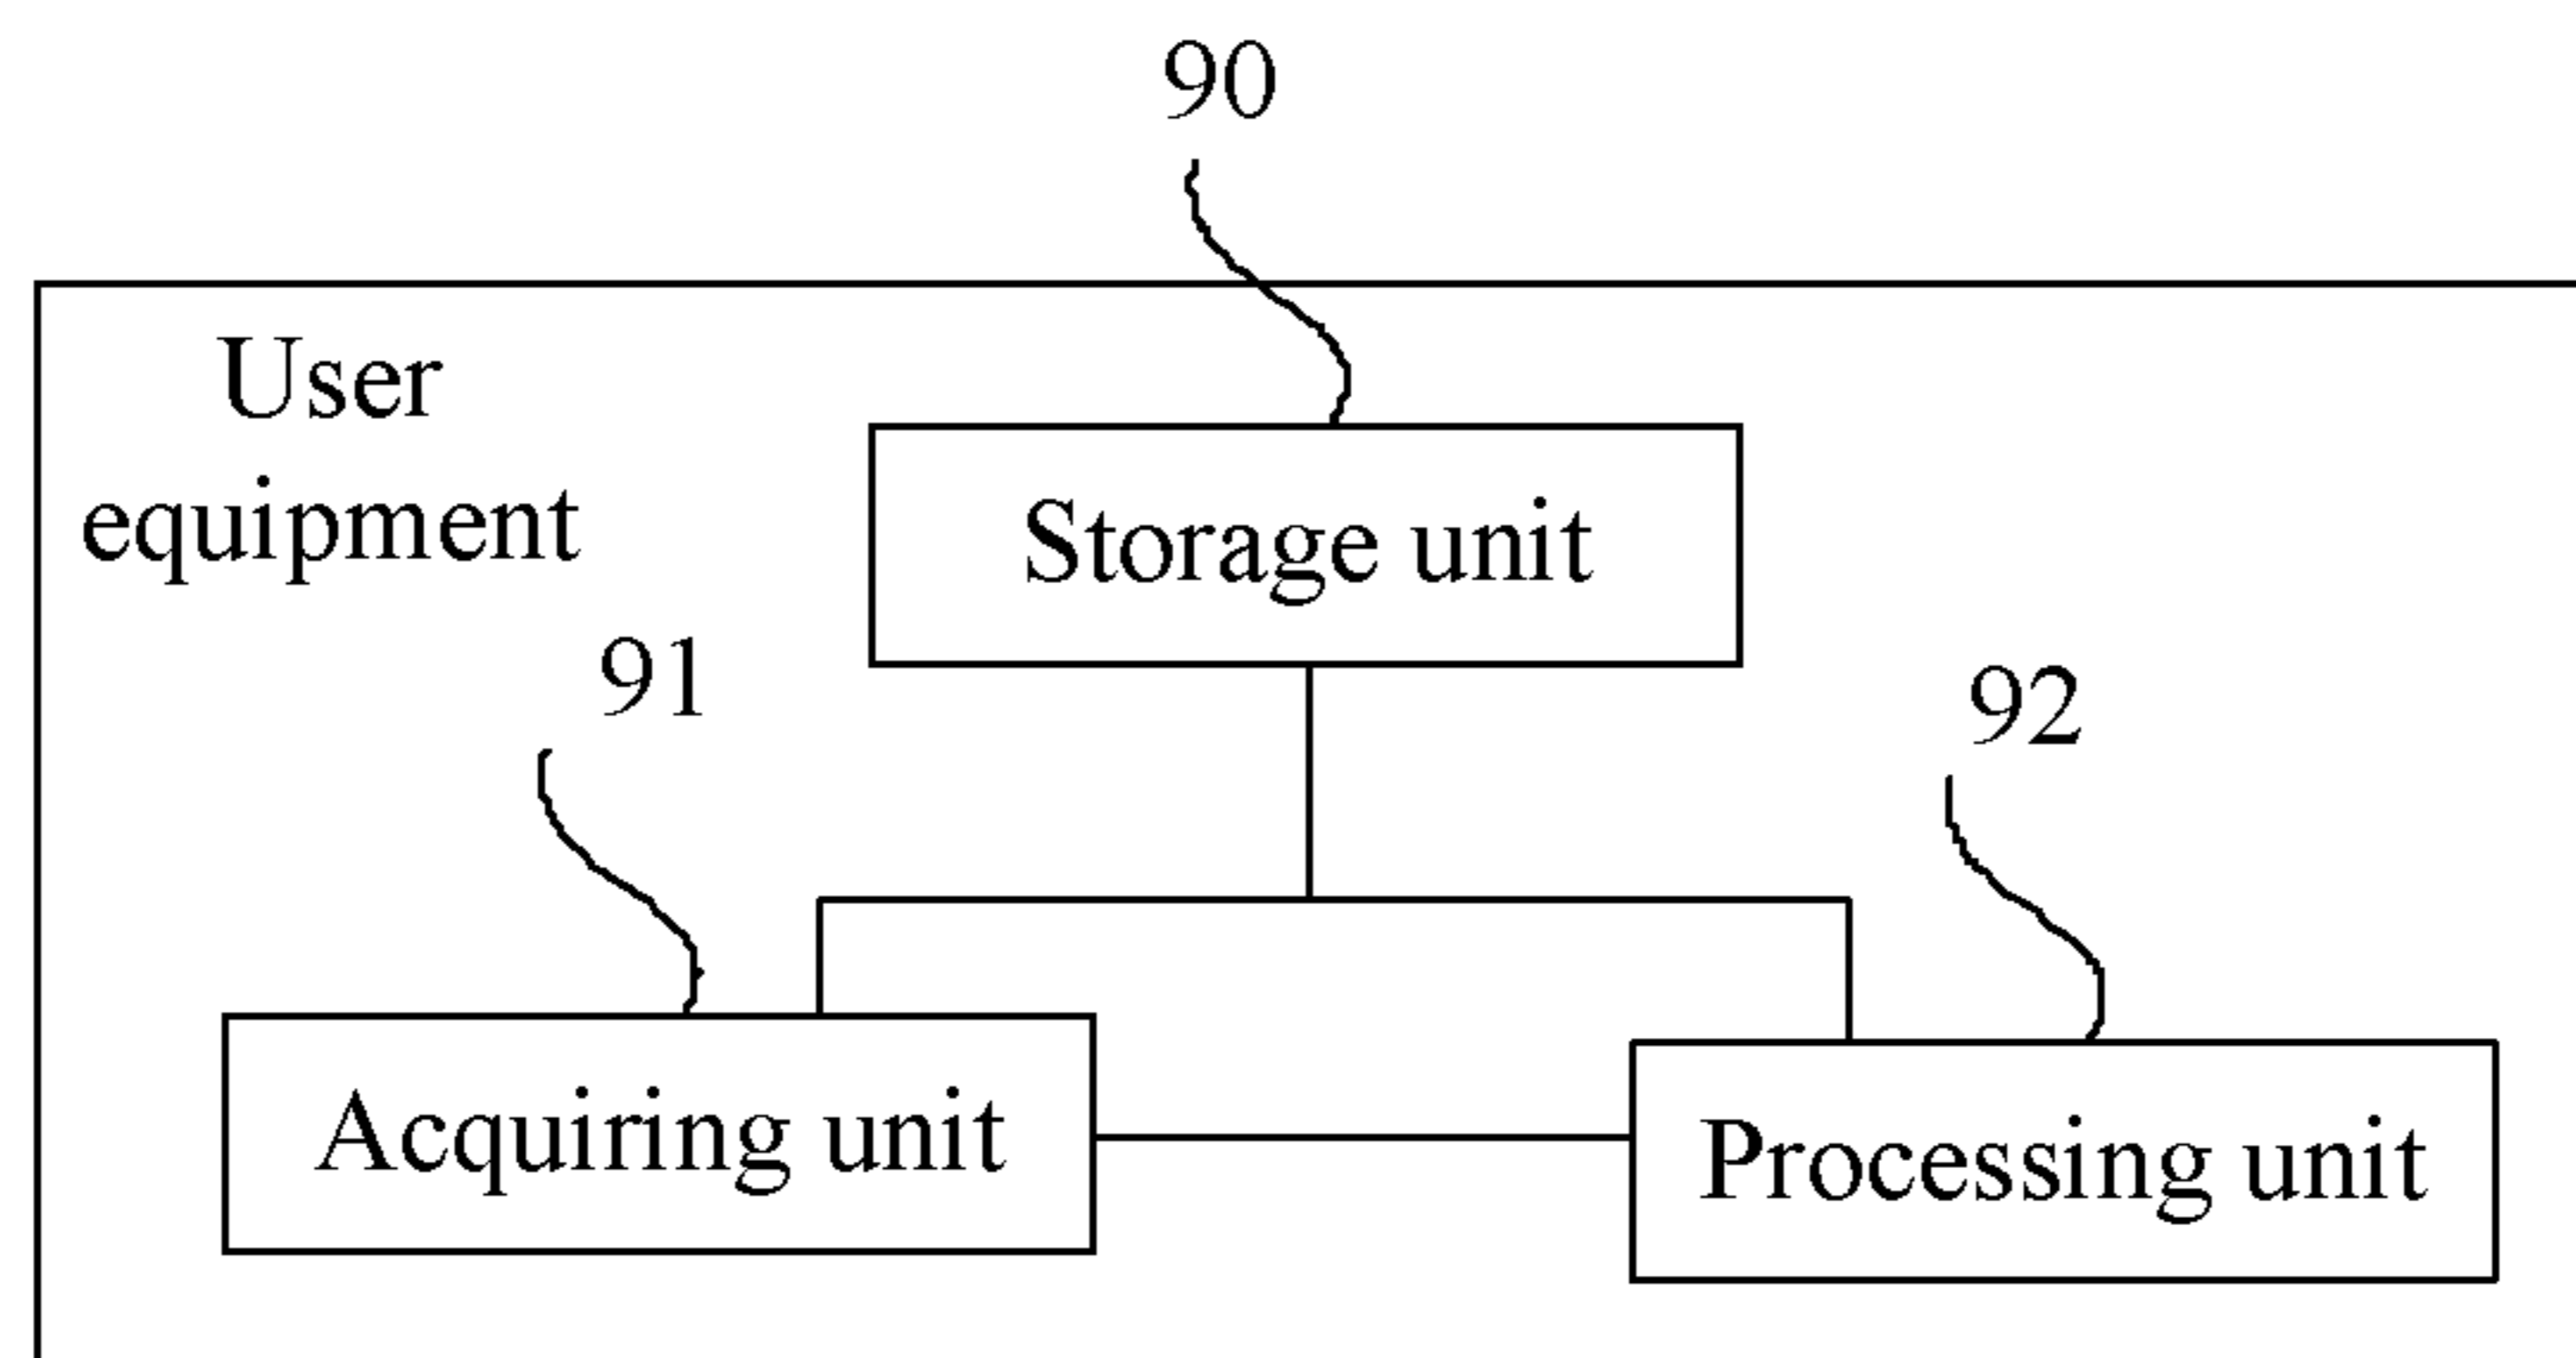 90
User
equipment
Storage unit
91
92
Acquiring unit
Processing unit